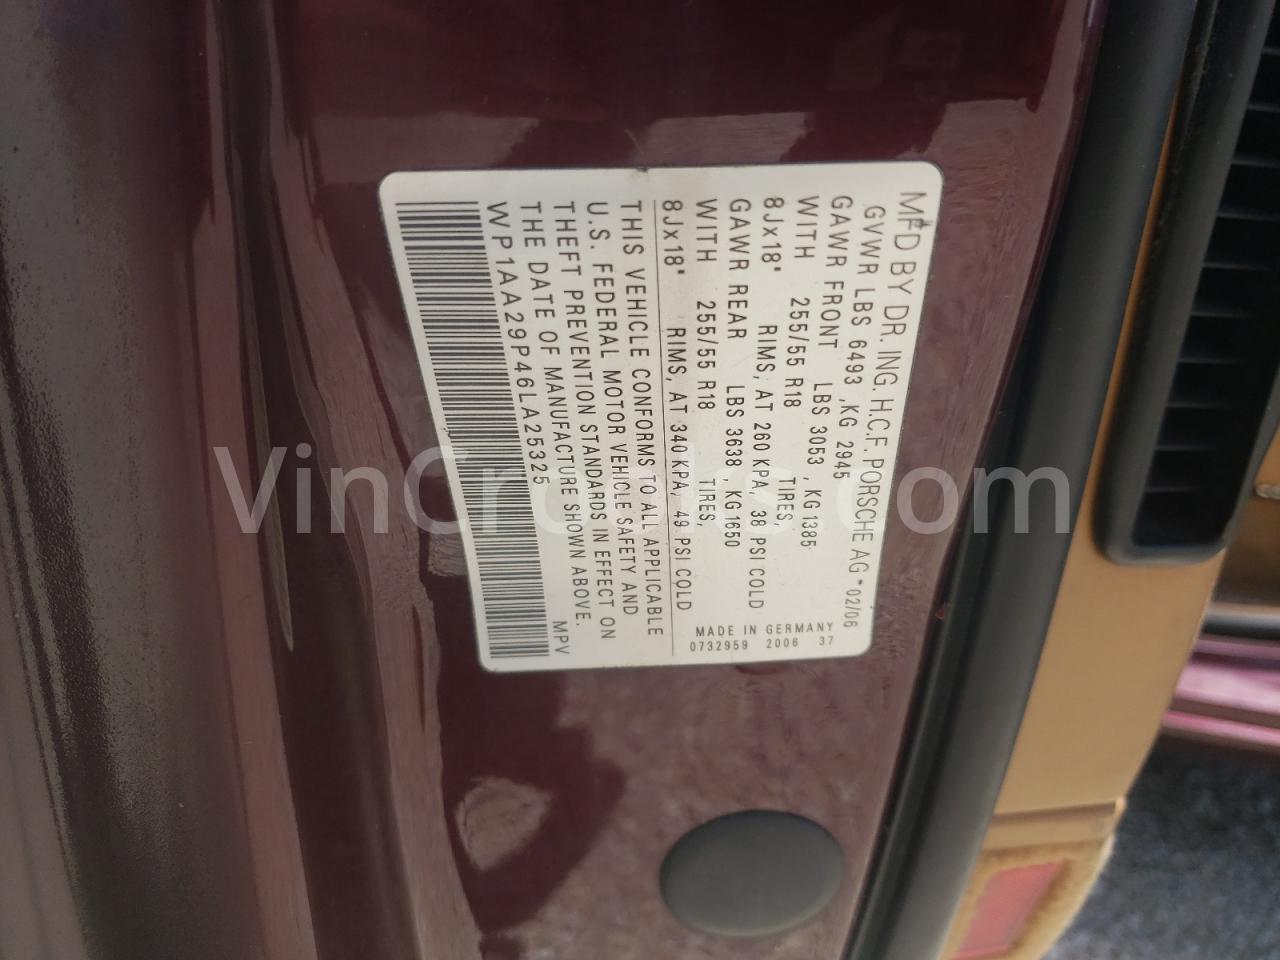 MFD BY DR. ING. H.C.F. PORSCHE AG *02/06
GVWR LBS 6493 ,KG 2945
GAWR FRONT LBS 3053 , KG 1385
WITH 255/55 R18 TIRES,
8Jx18" RIMS, AT 260 KPA, 38 PSI COLD
GAWR REAR LBS 3638 , KG 1650
WITH 255/55 R18 TIRES,
8Jx18" RIMS, AT 340 KPA, 49 PSI COLD
MADE IN GERMANY
0732959 2006 37
THIS VEHICLE CONFORMS TO ALL APPLICABLE
U.S. FEDERAL MOTOR VEHICLE SAFETY AND
THEFT PREVENTION STANDARDS IN EFFECT ON
THE DATE OF MANUFACTURE SHOWN ABOVE.
WP1AA29P46LA25325 MPV
VinCracks.com